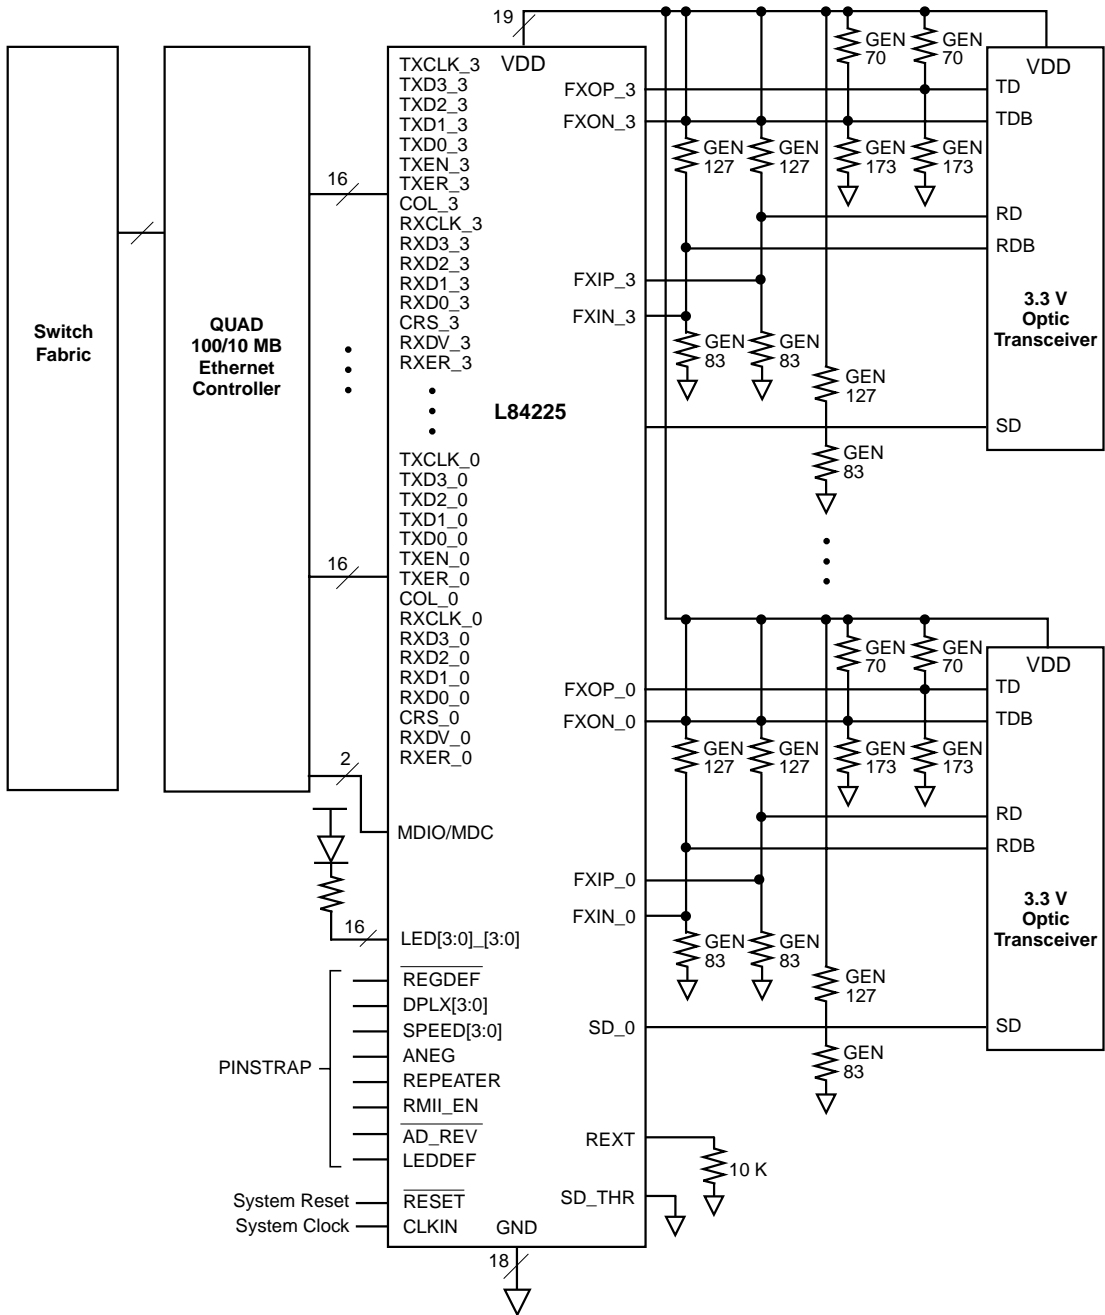 Switch
Fabric
QUAD
100/10 MB
Ethernet
Controller
16
16
2
16
19
VDD
TXCLK_3
TXD3_3
TXD2_3
TXD1_3
TXD0_3
TXEN_3
TXER_3
COL_3
RXCLK_3
RXD3_3
RXD2_3
RXD1_3
RXD0_3
CRS_3
RXDV_3
RXER_3
L84225
TXCLK_0
TXD3_0
TXD2_0
TXD1_0
TXD0_0
TXEN_0
TXER_0
COL_0
RXCLK_0
RXD3_0
RXD2_0
RXD1_0
RXD0_0
CRS_0
RXDV_0
RXER_0
MDIO/MDC
LED[3:0]_[3:0]
PINSTRAP
REGDEF
DPLX[3:0]
SPEED[3:0]
ANEG
REPEATER
RMII_EN
AD_REV
LEDDEF
System Reset
RESET
System Clock
CLKIN
GND
18
FXOP_3
FXON_3
FXIP_3
FXIN_3
FXOP_0
FXON_0
FXIP_0
FXIN_0
SD_0
REXT
10 K
SD_THR
GEN
70
GEN
70
GEN
127
GEN
127
GEN
173
GEN
173
GEN
83
GEN
83
GEN
127
GEN
83
VDD
TD
TDB
RD
RDB
3.3 V
Optic
Transceiver
SD
GEN
70
GEN
70
GEN
127
GEN
127
GEN
173
GEN
173
GEN
83
GEN
83
GEN
127
GEN
83
VDD
TD
TDB
RD
RDB
3.3 V
Optic
Transceiver
SD